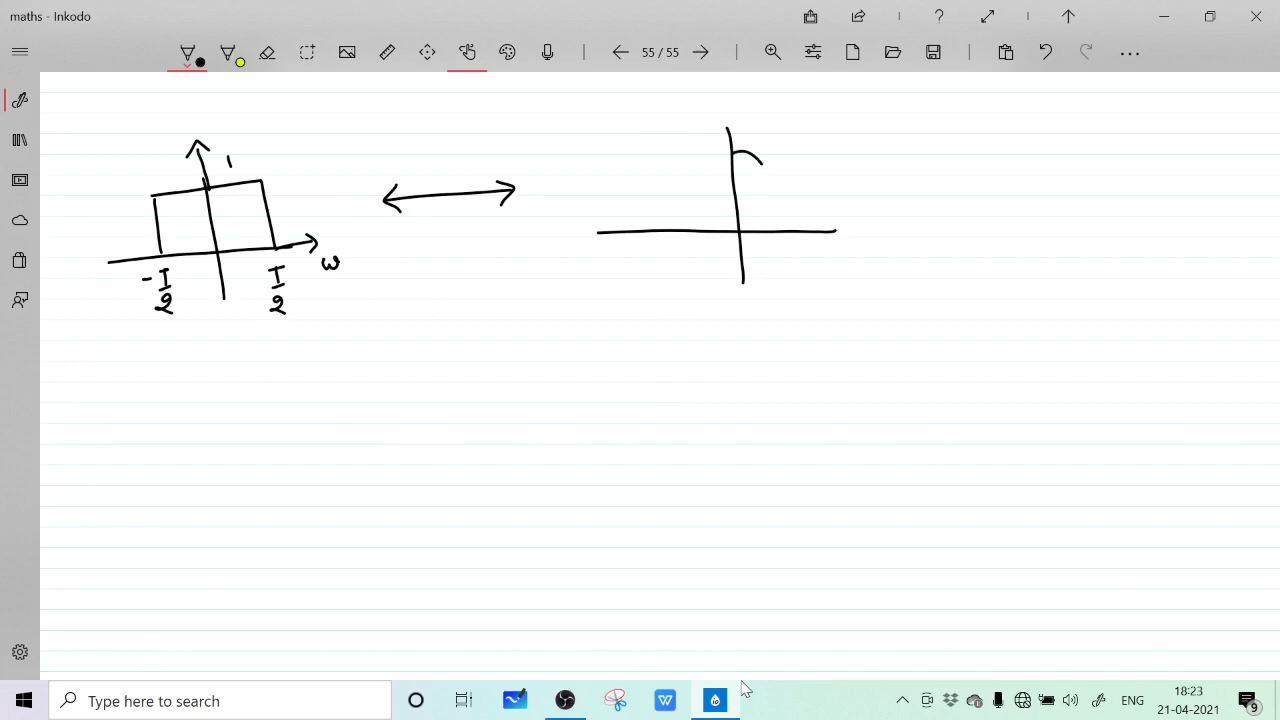 maths - Inkodo
55 / 55
1
ω
-T/2
T/2
Type here to search
ENG
18:23
21-04-2021
9